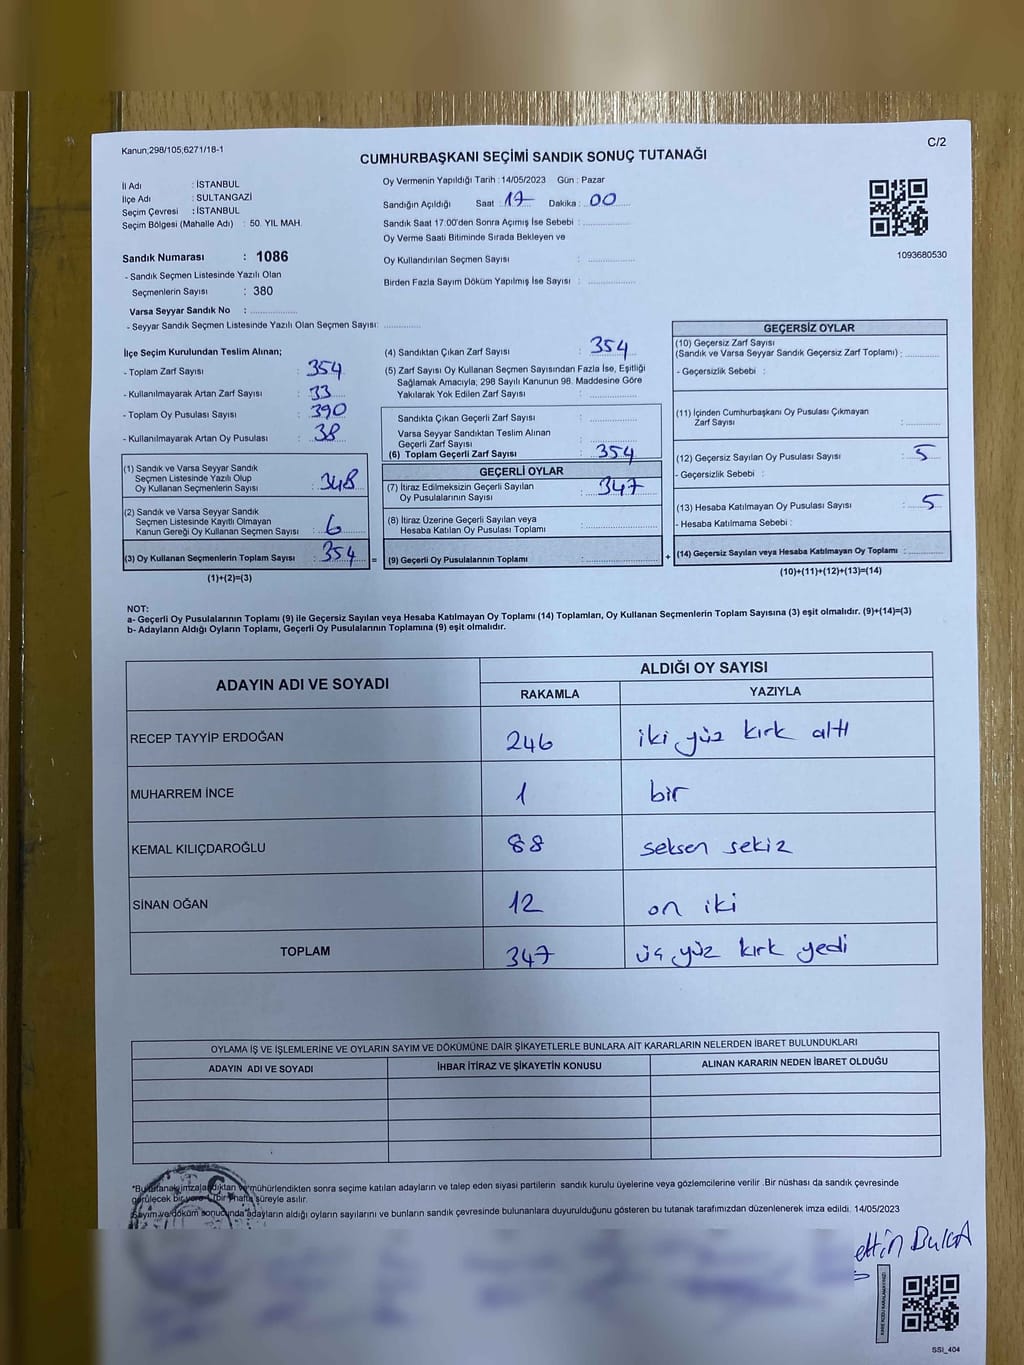 Kanun;298/105;6271/18-1
C/2
CUMHURBAŞKANI SEÇİMİ SANDIK SONUÇ TUTANAĞI
İl Adı : İSTANBUL
İlçe Adı : SULTANGAZİ
Seçim Çevresi : İSTANBUL
Seçim Bölgesi (Mahalle Adı) : 50. YIL MAH.
Sandık Numarası : 1086
- Sandık Seçmen Listesinde Yazılı Olan
Seçmenlerin Sayısı : 380
Varsa Seyyar Sandık No :
- Seyyar Sandık Seçmen Listesinde Yazılı Olan Seçmen Sayısı:
Oy Vermenin Yapıldığı Tarih : 14/05/2023 Gün : Pazar
Sandığın Açıldığı Saat : 17 Dakika : 00
Sandık Saat 17:00'den Sonra Açımış İse Sebebi :
Oy Verme Saati Bitiminde Sırada Bekleyen ve
Oy Kullandırılan Seçmen Sayısı :
Birden Fazla Sayım Döküm Yapılmış İse Sayısı :
1093680530
İlçe Seçim Kurulundan Teslim Alınan;
- Toplam Zarf Sayısı : 354
- Kullanılmayarak Artan Zarf Sayısı : 33
- Toplam Oy Pusulası Sayısı : 390
- Kullanılmayarak Artan Oy Pusulası : 38
(1) Sandık ve Varsa Seyyar Sandık
Seçmen Listesinde Yazılı Olup
Oy Kullanan Seçmenlerin Sayısı : 348
(2) Sandık ve Varsa Seyyar Sandık
Seçmen Listesinde Kayıtlı Olmayan
Kanun Gereği Oy Kullanan Seçmen Sayısı : 6
(3) Oy Kullanan Seçmenlerin Toplam Sayısı : 354 =
(1)+(2)=(3)
(4) Sandıktan Çıkan Zarf Sayısı : 354
(5) Zarf Sayısı Oy Kullanan Seçmen Sayısından Fazla İse, Eşitliği
Sağlamak Amacıyla; 298 Sayılı Kanunun 98. Maddesine Göre
Yakılarak Yok Edilen Zarf Sayısı :
Sandıkta Çıkan Geçerli Zarf Sayısı :
Varsa Seyyar Sandıktan Teslim Alınan
Geçerli Zarf Sayısı :
(6) Toplam Geçerli Zarf Sayısı : 354
GEÇERLİ OYLAR
(7) İtiraz Edilmeksizin Geçerli Sayılan
Oy Pusulalarının Sayısı : 347
(8) İtiraz Üzerine Geçerli Sayılan veya
Hesaba Katılan Oy Pusulası Toplamı :
(9) Geçerli Oy Pusulalarının Toplamı : +
GEÇERSİZ OYLAR
(10) Geçersiz Zarf Sayısı
(Sandık ve Varsa Seyyar Sandık Geçersiz Zarf Toplamı) :
- Geçersizlik Sebebi :
(11) İçinden Cumhurbaşkanı Oy Pusulası Çıkmayan
Zarf Sayısı :
(12) Geçersiz Sayılan Oy Pusulası Sayısı : 5
- Geçersizlik Sebebi :
(13) Hesaba Katılmayan Oy Pusulası Sayısı : 5
- Hesaba Katılmama Sebebi :
(14) Geçersiz Sayılan veya Hesaba Katılmayan Oy Toplamı :
(10)+(11)+(12)+(13)=(14)
NOT:
a- Geçerli Oy Pusulalarının Toplamı (9) ile Geçersiz Sayılan veya Hesaba Katılmayan Oy Toplamı (14) Toplamları, Oy Kullanan Seçmenlerin Toplam Sayısına (3) eşit olmalıdır. (9)+(14)=(3)
b- Adayların Aldığı Oyların Toplamı, Geçerli Oy Pusulalarının Toplamına (9) eşit olmalıdır.
ADAYIN ADI VE SOYADI
ALDIĞI OY SAYISI
RAKAMLA YAZIYLA
RECEP TAYYİP ERDOĞAN 246 iki yüz kırk altı
MUHARREM İNCE 1 bir
KEMAL KILIÇDAROĞLU 88 seksen sekiz
SİNAN OĞAN 12 on iki
TOPLAM 347 üç yüz kırk yedi
OYLAMA İŞ VE İŞLEMLERİNE VE OYLARIN SAYIM VE DÖKÜMÜNE DAİR ŞİKAYETLERLE BUNLARA AİT KARARLARIN NELERDEN İBARET BULUNDUKLARI
ADAYIN ADI VE SOYADI İHBAR İTİRAZ VE ŞİKAYETİN KONUSU ALINAN KARARIN NEDEN İBARET OLDUĞU
*Bu tutanak imzalandıktan ve mühürlendikten sonra seçime katılan adayların ve talep eden siyasi partilerin sandık kurulu üyelerine veya gözlemcilerine verilir .Bir nüshası da sandık çevresinde
görülecek bir yere 1 bir hafta süreyle asılır.
Sayım ve döküm sonucunda adayların aldığı oyların sayılarını ve bunların sandık çevresinde bulunanlara duyurulduğunu gösteren bu tutanak tarafımızdan düzenlenerek imza edildi. 14/05/2023
SSI_404